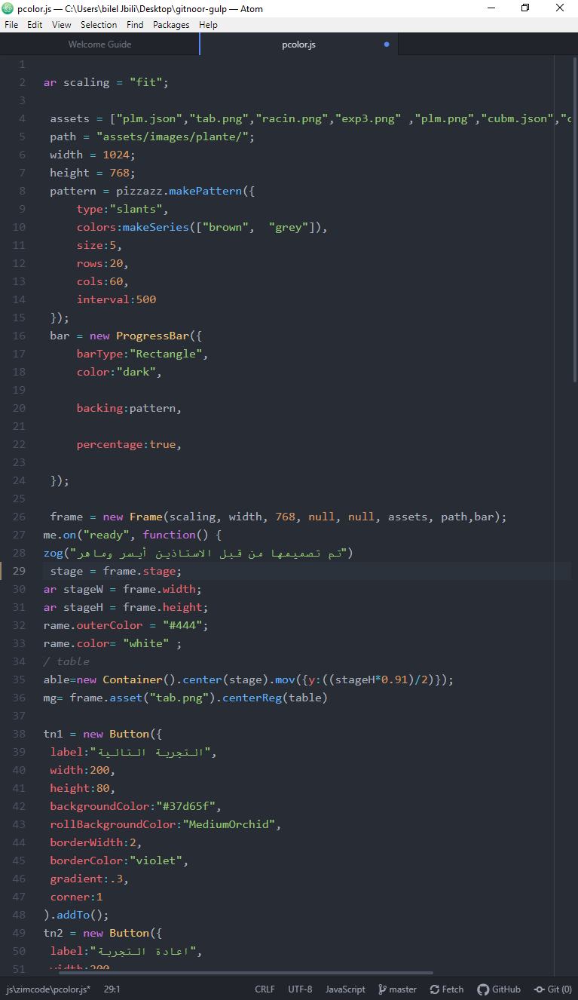 pcolor.js — C:\Users\bilel Jbili\Desktop\gitnoor-gulp — Atom
File Edit View Selection Find Packages Help
Welcome Guide pcolor.js
1
2 ar scaling = "fit";
3
4 assets = ["plm.json","tab.png","racin.png","exp3.png" ,"plm.png","cubm.json","c
5 path = "assets/images/plante/";
6 width = 1024;
7 height = 768;
8 pattern = pizzazz.makePattern({
9 type:"slants",
10 colors:makeSeries(["brown", "grey"]),
11 size:5,
12 rows:20,
13 cols:60,
14 interval:500
15 });
16 bar = new ProgressBar({
17 barType:"Rectangle",
18 color:"dark",
19
20 backing:pattern,
21
22 percentage:true,
23
24 });
25
26 frame = new Frame(scaling, width, 768, null, null, assets, path,bar);
27 me.on("ready", function() {
28 zog("تم تصميمها من قبل الاستاذين أيسر وماهر")
29 stage = frame.stage;
30 ar stageW = frame.width;
31 ar stageH = frame.height;
32 rame.outerColor = "#444";
33 rame.color= "white" ;
34 / table
35 able=new Container().center(stage).mov({y:((stageH*0.91)/2)});
36 mg= frame.asset("tab.png").centerReg(table)
37
38 tn1 = new Button({
39 label:"التجربة التالية",
40 width:200,
41 height:80,
42 backgroundColor:"#37d65f",
43 rollBackgroundColor:"MediumOrchid",
44 borderWidth:2,
45 borderColor:"violet",
46 gradient:.3,
47 corner:1
48 ).addTo();
49 tn2 = new Button({
50 label:"اعادة التجربة",
51 width:200
js\zimcode\pcolor.js* 29:1 CRLF UTF-8 JavaScript master Fetch GitHub Git (0)